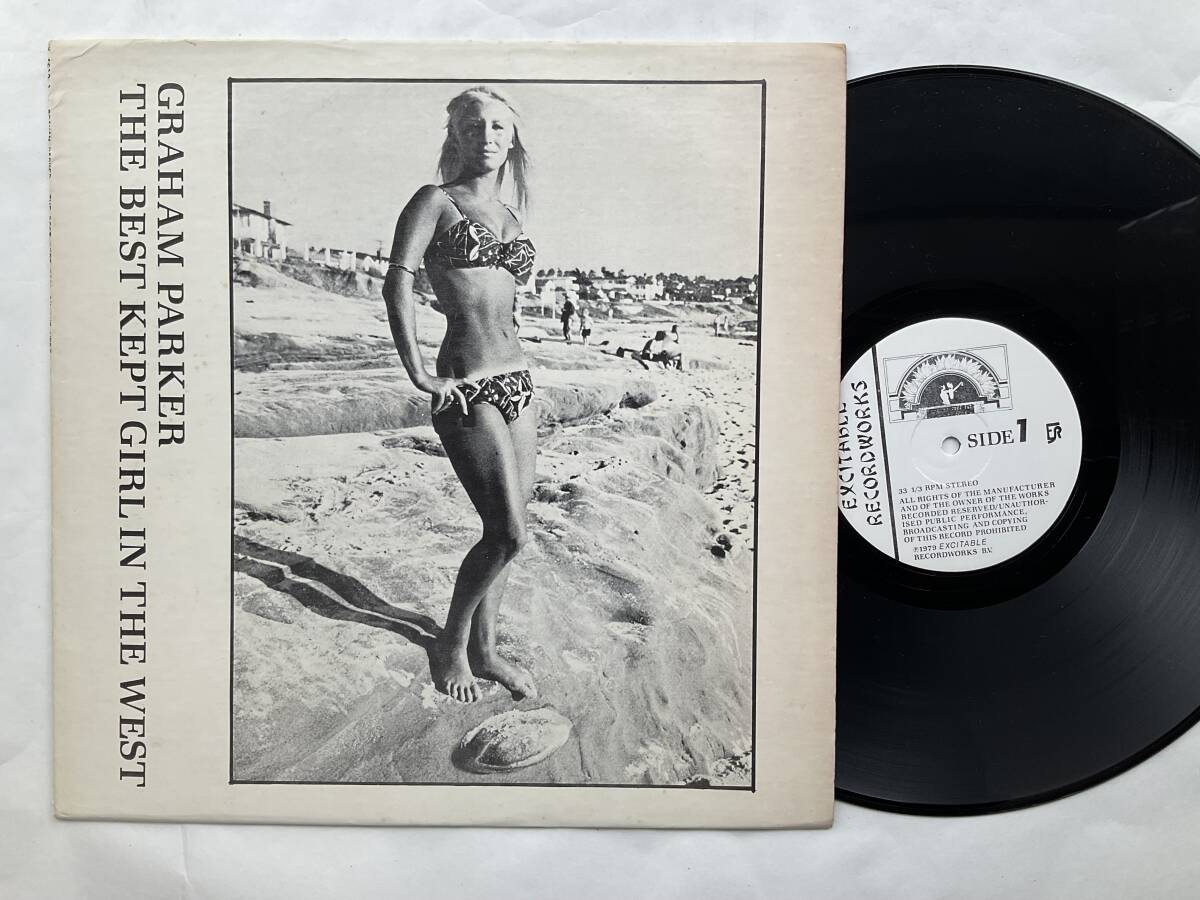 GRAHAM PARKER
THE BEST KEPT GIRL IN THE WEST
EXCITABLE
RECORDWORKS
SIDE 1
33 1/3 RPM STEREO
ALL RIGHTS OF THE MANUFACTURER
AND OF THE OWNER OF THE WORKS
RECORDED RESERVED/UNAUTHOR-
ISED PUBLIC PERFORMANCE,
BROADCASTING AND COPYING
OF THIS RECORD PROHIBITED
℗1979 EXCITABLE
RECORDWORKS B.V.